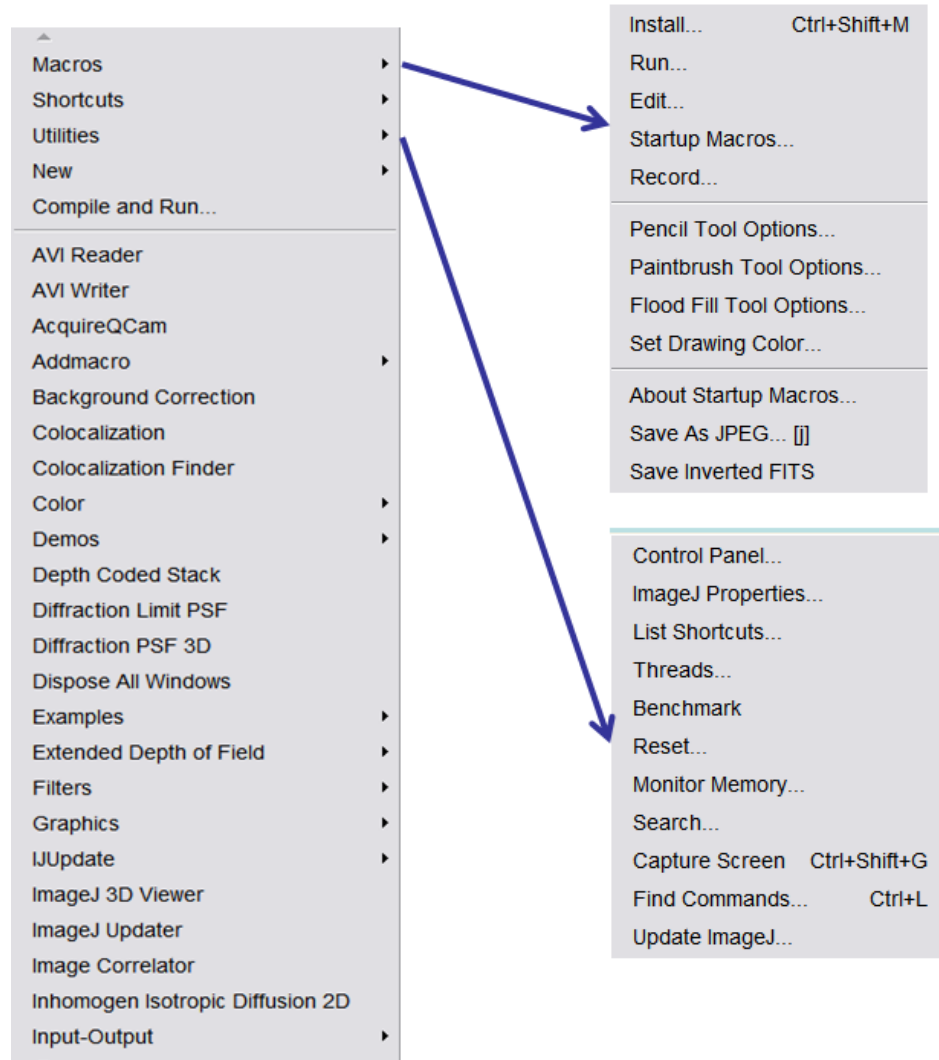 Macros
Shortcuts
Utilities
New
Compile and Run...
AVI Reader
AVI Writer
AcquireQCam
Addmacro
Background Correction
Colocalization
Colocalization Finder
Color
Demos
Depth Coded Stack
Diffraction Limit PSF
Diffraction PSF 3D
Dispose All Windows
Examples
Extended Depth of Field
Filters
Graphics
IJUpdate
ImageJ 3D Viewer
ImageJ Updater
Image Correlator
Inhomogen Isotropic Diffusion 2D
Input-Output
Install... Ctrl+Shift+M
Run...
Edit...
Startup Macros...
Record...
Pencil Tool Options...
Paintbrush Tool Options...
Flood Fill Tool Options...
Set Drawing Color...
About Startup Macros...
Save As JPEG... [j]
Save Inverted FITS
Control Panel...
ImageJ Properties...
List Shortcuts...
Threads...
Benchmark
Reset...
Monitor Memory...
Search...
Capture Screen Ctrl+Shift+G
Find Commands... Ctrl+L
Update ImageJ...